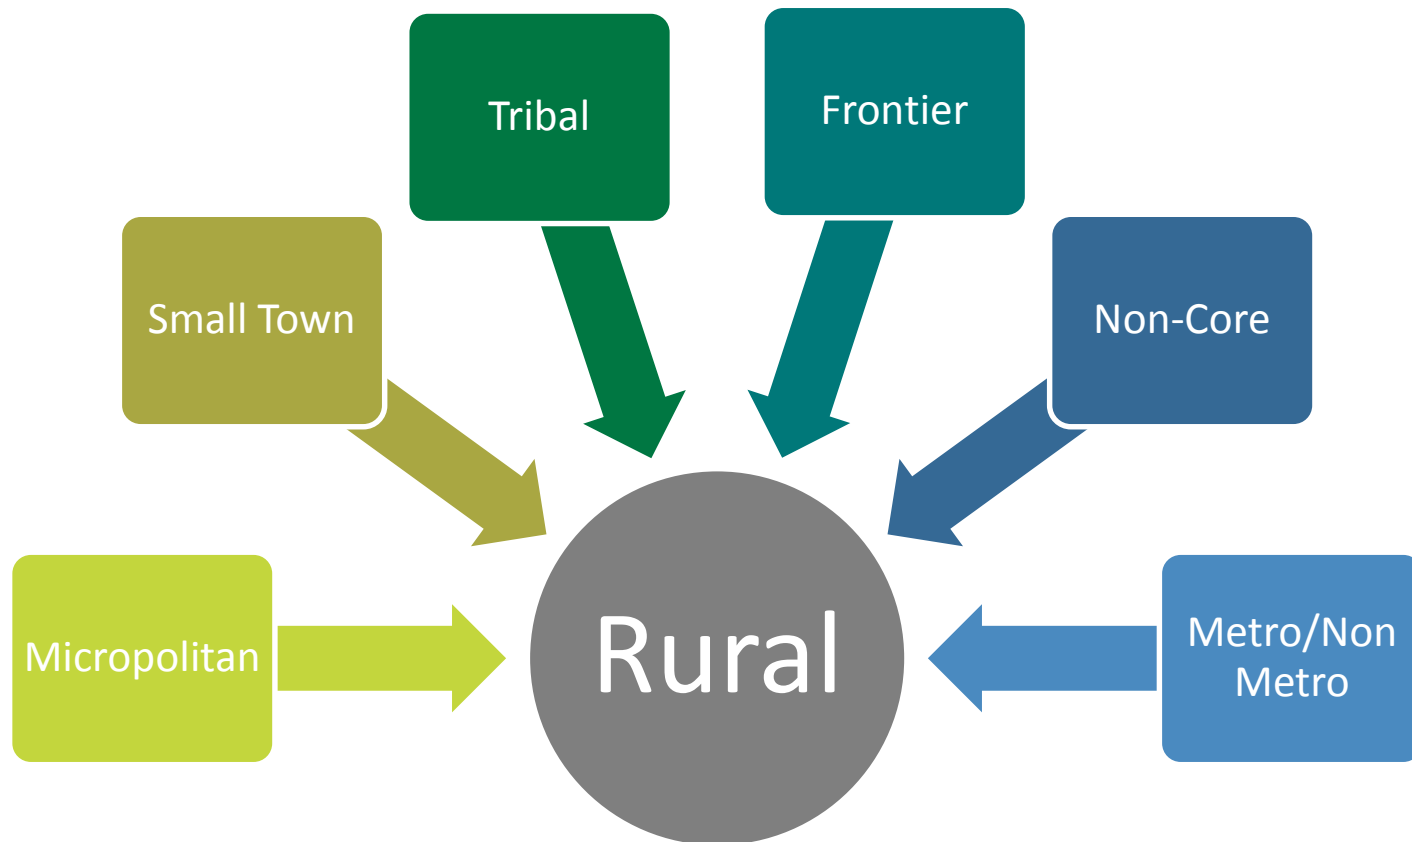 Tribal
Frontier
Small Town
Non-Core
Micropolitan
Rural
Metro/Non
Metro